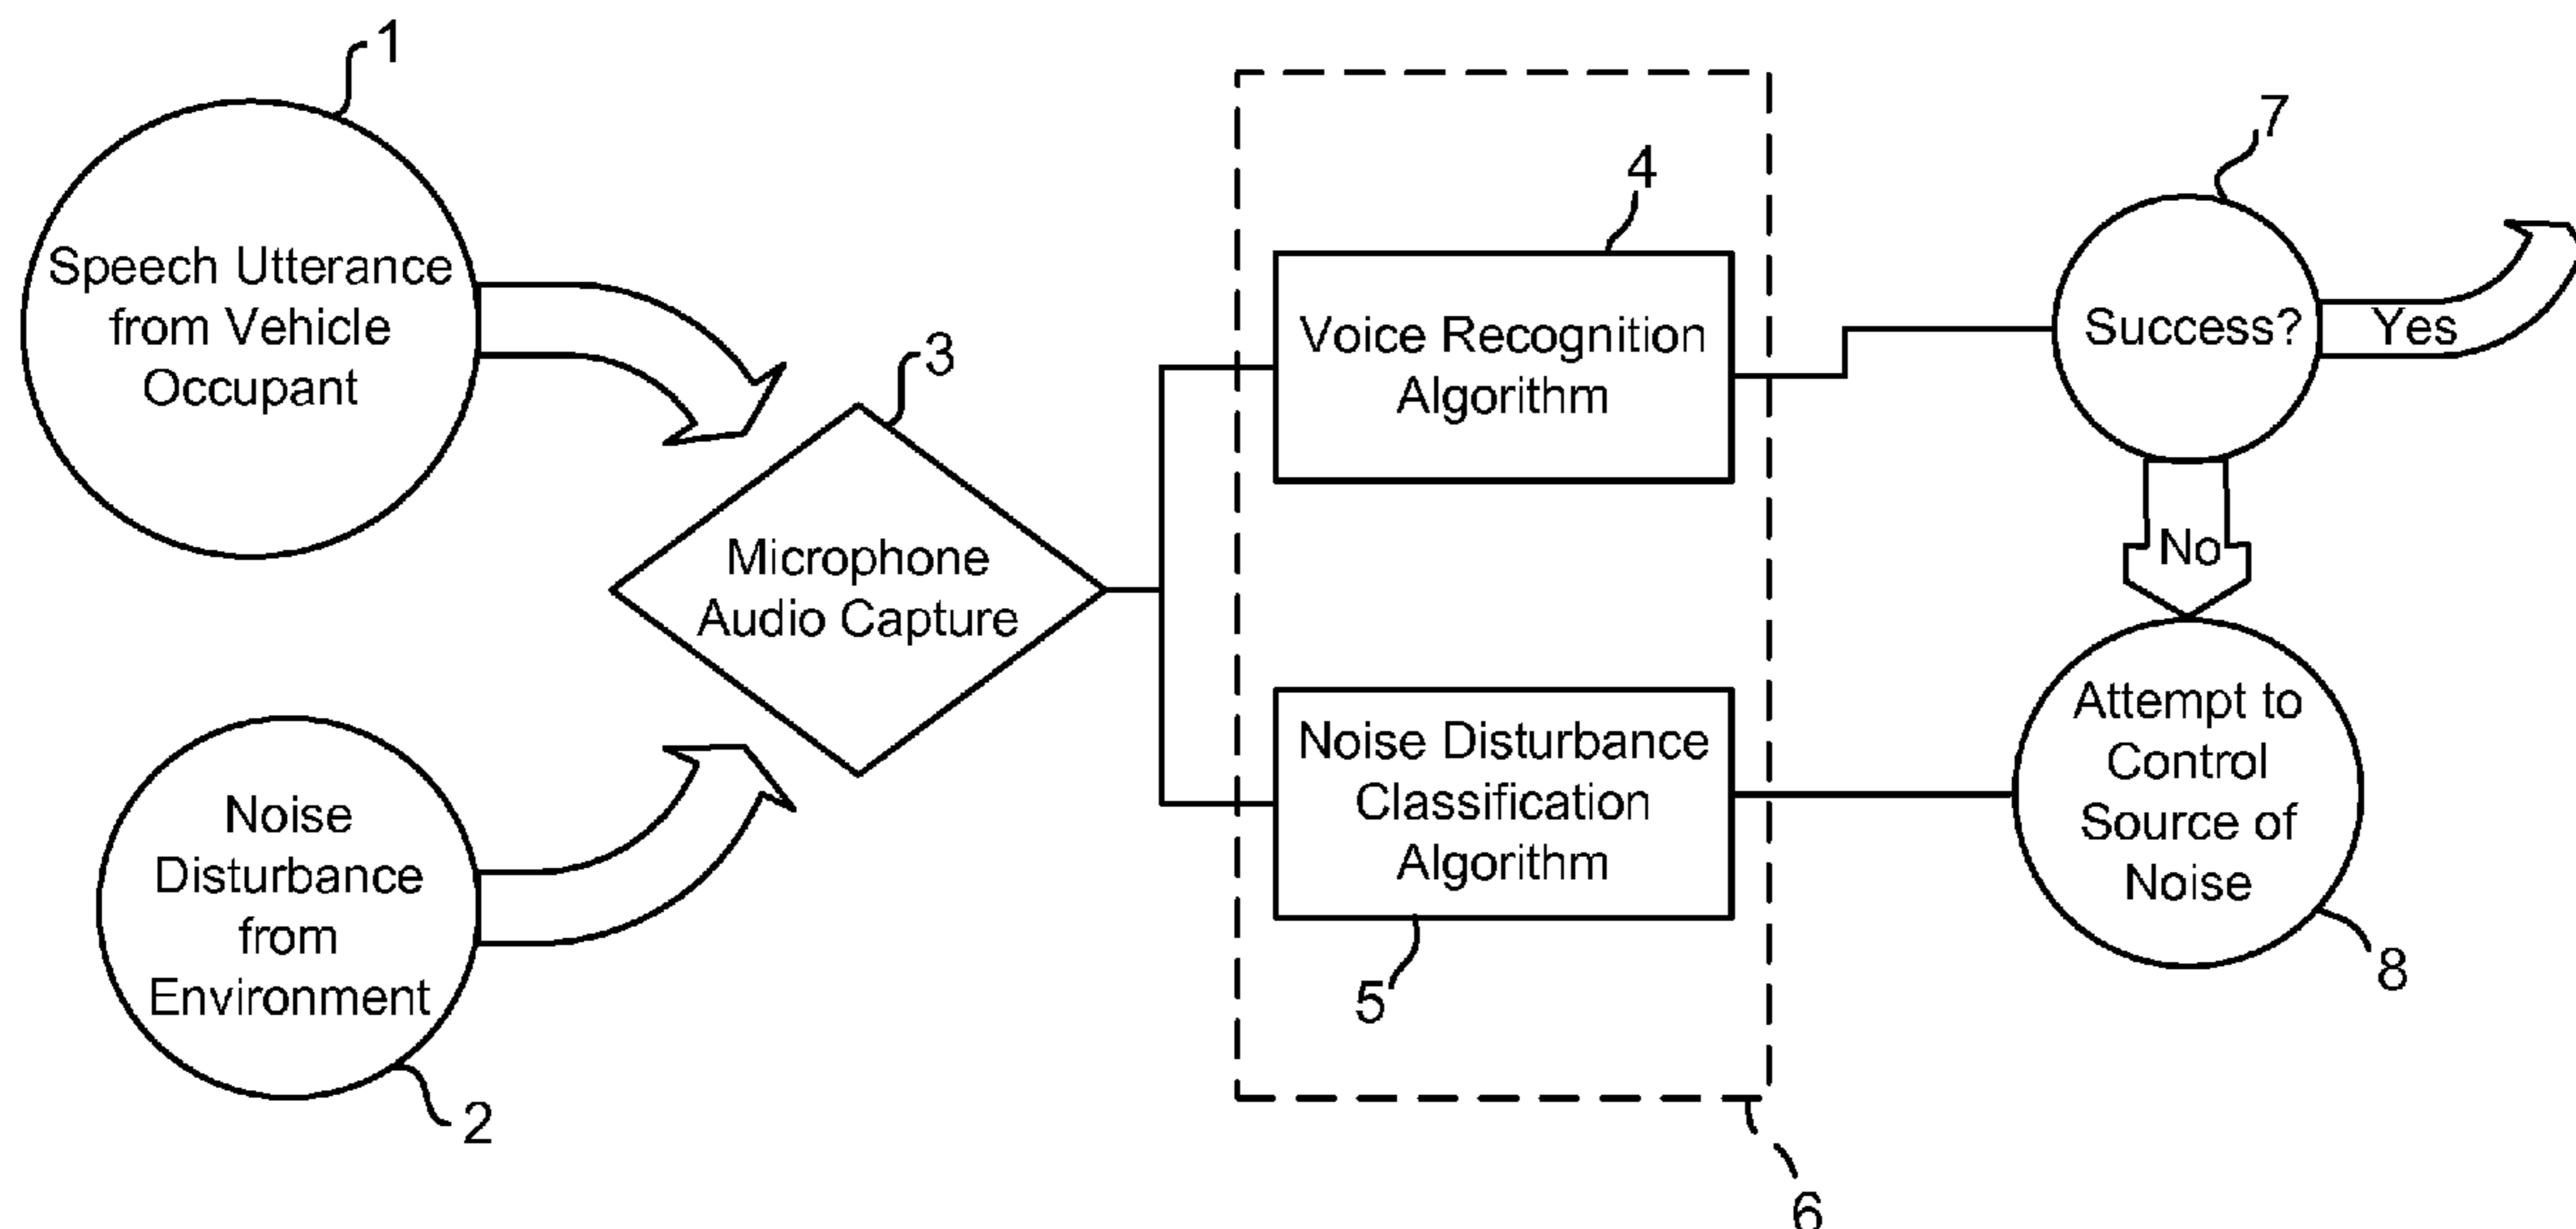 1
Speech Utterance
from Vehicle
Occupant
Noise
Disturbance
from
Environment
2
3
Microphone
Audio Capture
4
Voice Recognition
Algorithm
Noise Disturbance
Classification
Algorithm
5
6
7
Success?
Yes
No
Attempt to
Control
Source of
Noise
8